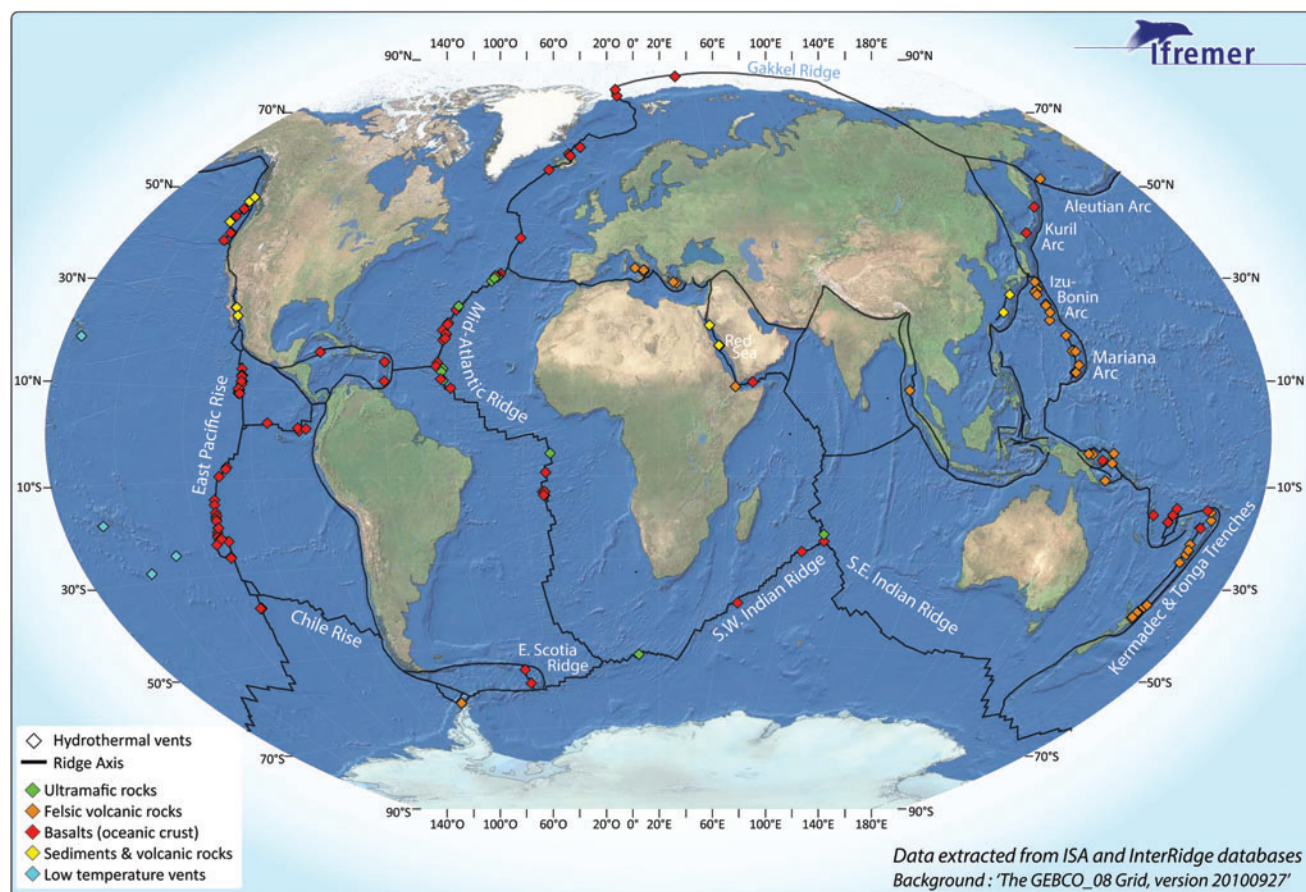 Ifremer
140°O 100°O 60°O 20°O 0° 20°E 60°E 100°E 140°E 180°E
90°N 90°N
Gakkel Ridge
70°N 70°N
50°N 50°N
Aleutian Arc
Kuril
Arc
30°N 30°N
Izu-
Bonin
Arc
Red
Sea
Mid-Atlantic Ridge
Mariana
Arc
10°N 10°N
East Pacific Rise
10°S 10°S
S.W. Indian Ridge
S.E. Indian Ridge
Kermadec & Tonga Trenches
30°S 30°S
Chile Rise
E. Scotia
Ridge
50°S 50°S
70°S 70°S
90°S 90°S
140°O 100°O 60°O 20°O 0° 20°E 60°E 100°E 140°E 180°E
Hydrothermal vents
Ridge Axis
Ultramafic rocks
Felsic volcanic rocks
Basalts (oceanic crust)
Sediments & volcanic rocks
Low temperature vents
Data extracted from ISA and InterRidge databases
Background : 'The GEBCO_08 Grid, version 20100927'